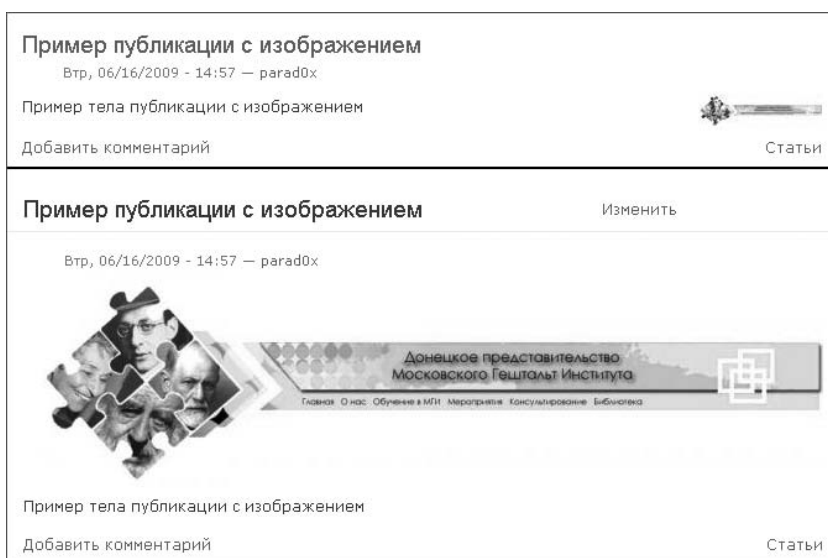 Пример публикации с изображением
Втр, 06/16/2009 - 14:57 — parad0x
Пример тела публикации с изображением
Добавить комментарий Статьи
Пример публикации с изображением Изменить
Втр, 06/16/2009 - 14:57 — parad0x
Донецкое представительство
Московского Гештальт Института
Главная О нас Обучение в МГИ Мероприятия Консультирование Библиотека
Пример тела публикации с изображением
Добавить комментарий Статьи